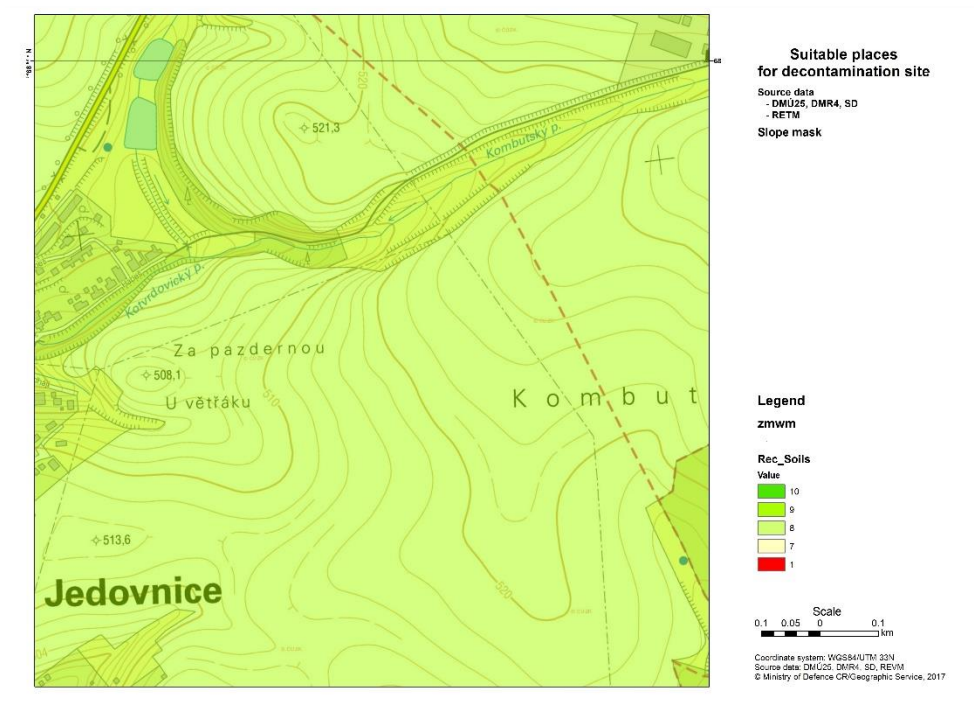 Suitable places
for decontamination site
Source data
- DMÚ25, DMR4, SD
- RETM
Slope mask
520
521,3
Kombutský p.
Kotvrdovický p.
Za pazdernou
508,1
U větřáku
510
Kombut
513,6
Jedovnice
520
Legend
zmwm
Rec_Soils
Value
10
9
8
7
1
Scale
0.1 0.05 0 0.1
km
Coordinate system: WGS84/UTM 33N
Source data: DMÚ25, DMR4, SD, REVM
© Ministry of Defence CR/Geographic Service, 2017